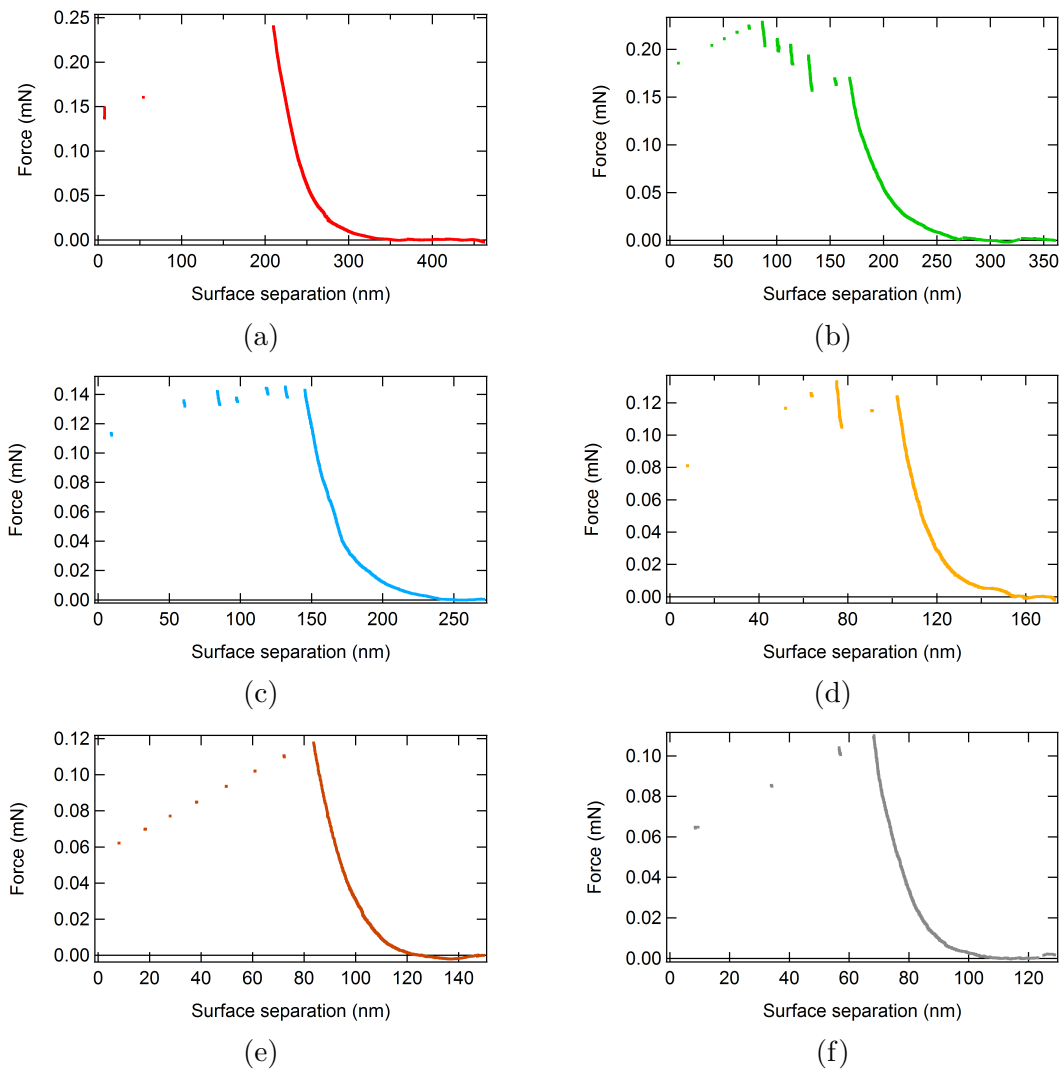 0.25
0.20
0.15
0.10
0.05
0.00
Force (mN)
0 100 200 300 400
Surface separation (nm)
(a)
0.20
0.15
0.10
0.05
0.00
Force (mN)
0 50 100 150 200 250 300 350
Surface separation (nm)
(b)
0.14
0.12
0.10
0.08
0.06
0.04
0.02
0.00
Force (mN)
0 50 100 150 200 250
Surface separation (nm)
(c)
0.12
0.10
0.08
0.06
0.04
0.02
0.00
Force (mN)
0 40 80 120 160
Surface separation (nm)
(d)
0.12
0.10
0.08
0.06
0.04
0.02
0.00
Force (mN)
0 20 40 60 80 100 120 140
Surface separation (nm)
(e)
0.10
0.08
0.06
0.04
0.02
0.00
Force (mN)
0 20 40 60 80 100 120
Surface separation (nm)
(f)